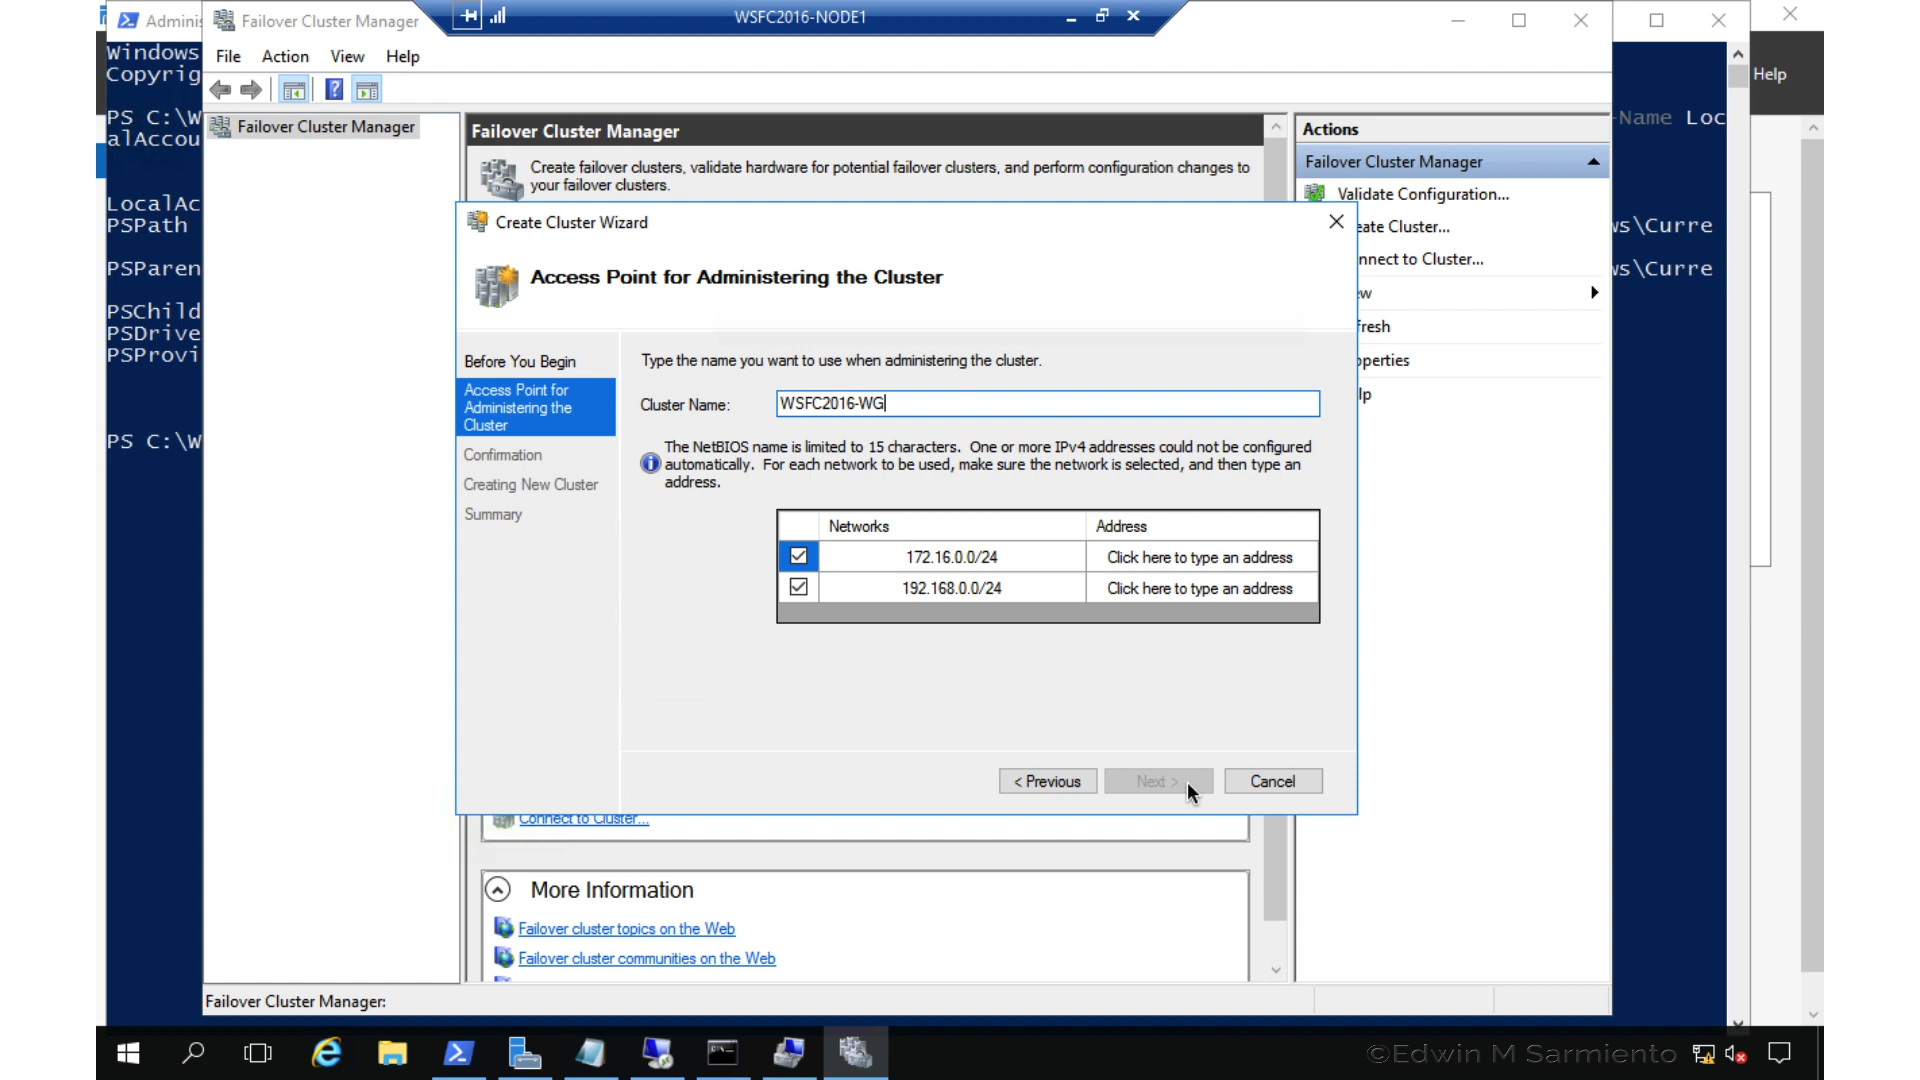 Adminis
Failover Cluster Manager
WSFC2016-NODE1
File Action View Help
Help
Windows
Copyrig
PS C:\W
-Name Loc
alAccou
LocalAc
PSPath
ws\Curre
PSParen
ws\Curre
PSChild
PSDrive
PSProvi
PS C:\W
Failover Cluster Manager
Failover Cluster Manager
Create failover clusters, validate hardware for potential failover clusters, and perform configuration changes to
your failover clusters.
Actions
Failover Cluster Manager
Validate Configuration...
eate Cluster...
nnect to Cluster...
ew
fresh
perties
lp
Create Cluster Wizard
Access Point for Administering the Cluster
Before You Begin
Access Point for
Administering the
Cluster
Confirmation
Creating New Cluster
Summary
Type the name you want to use when administering the cluster.
Cluster Name: WSFC2016-WG
The NetBIOS name is limited to 15 characters. One or more IPv4 addresses could not be configured
automatically. For each network to be used, make sure the network is selected, and then type an
address.
Networks Address
172.16.0.0/24 Click here to type an address
192.168.0.0/24 Click here to type an address
< Previous Next > Cancel
Connect to Cluster...
More Information
Failover cluster topics on the Web
Failover cluster communities on the Web
Failover Cluster Manager:
©Edwin M Sarmiento